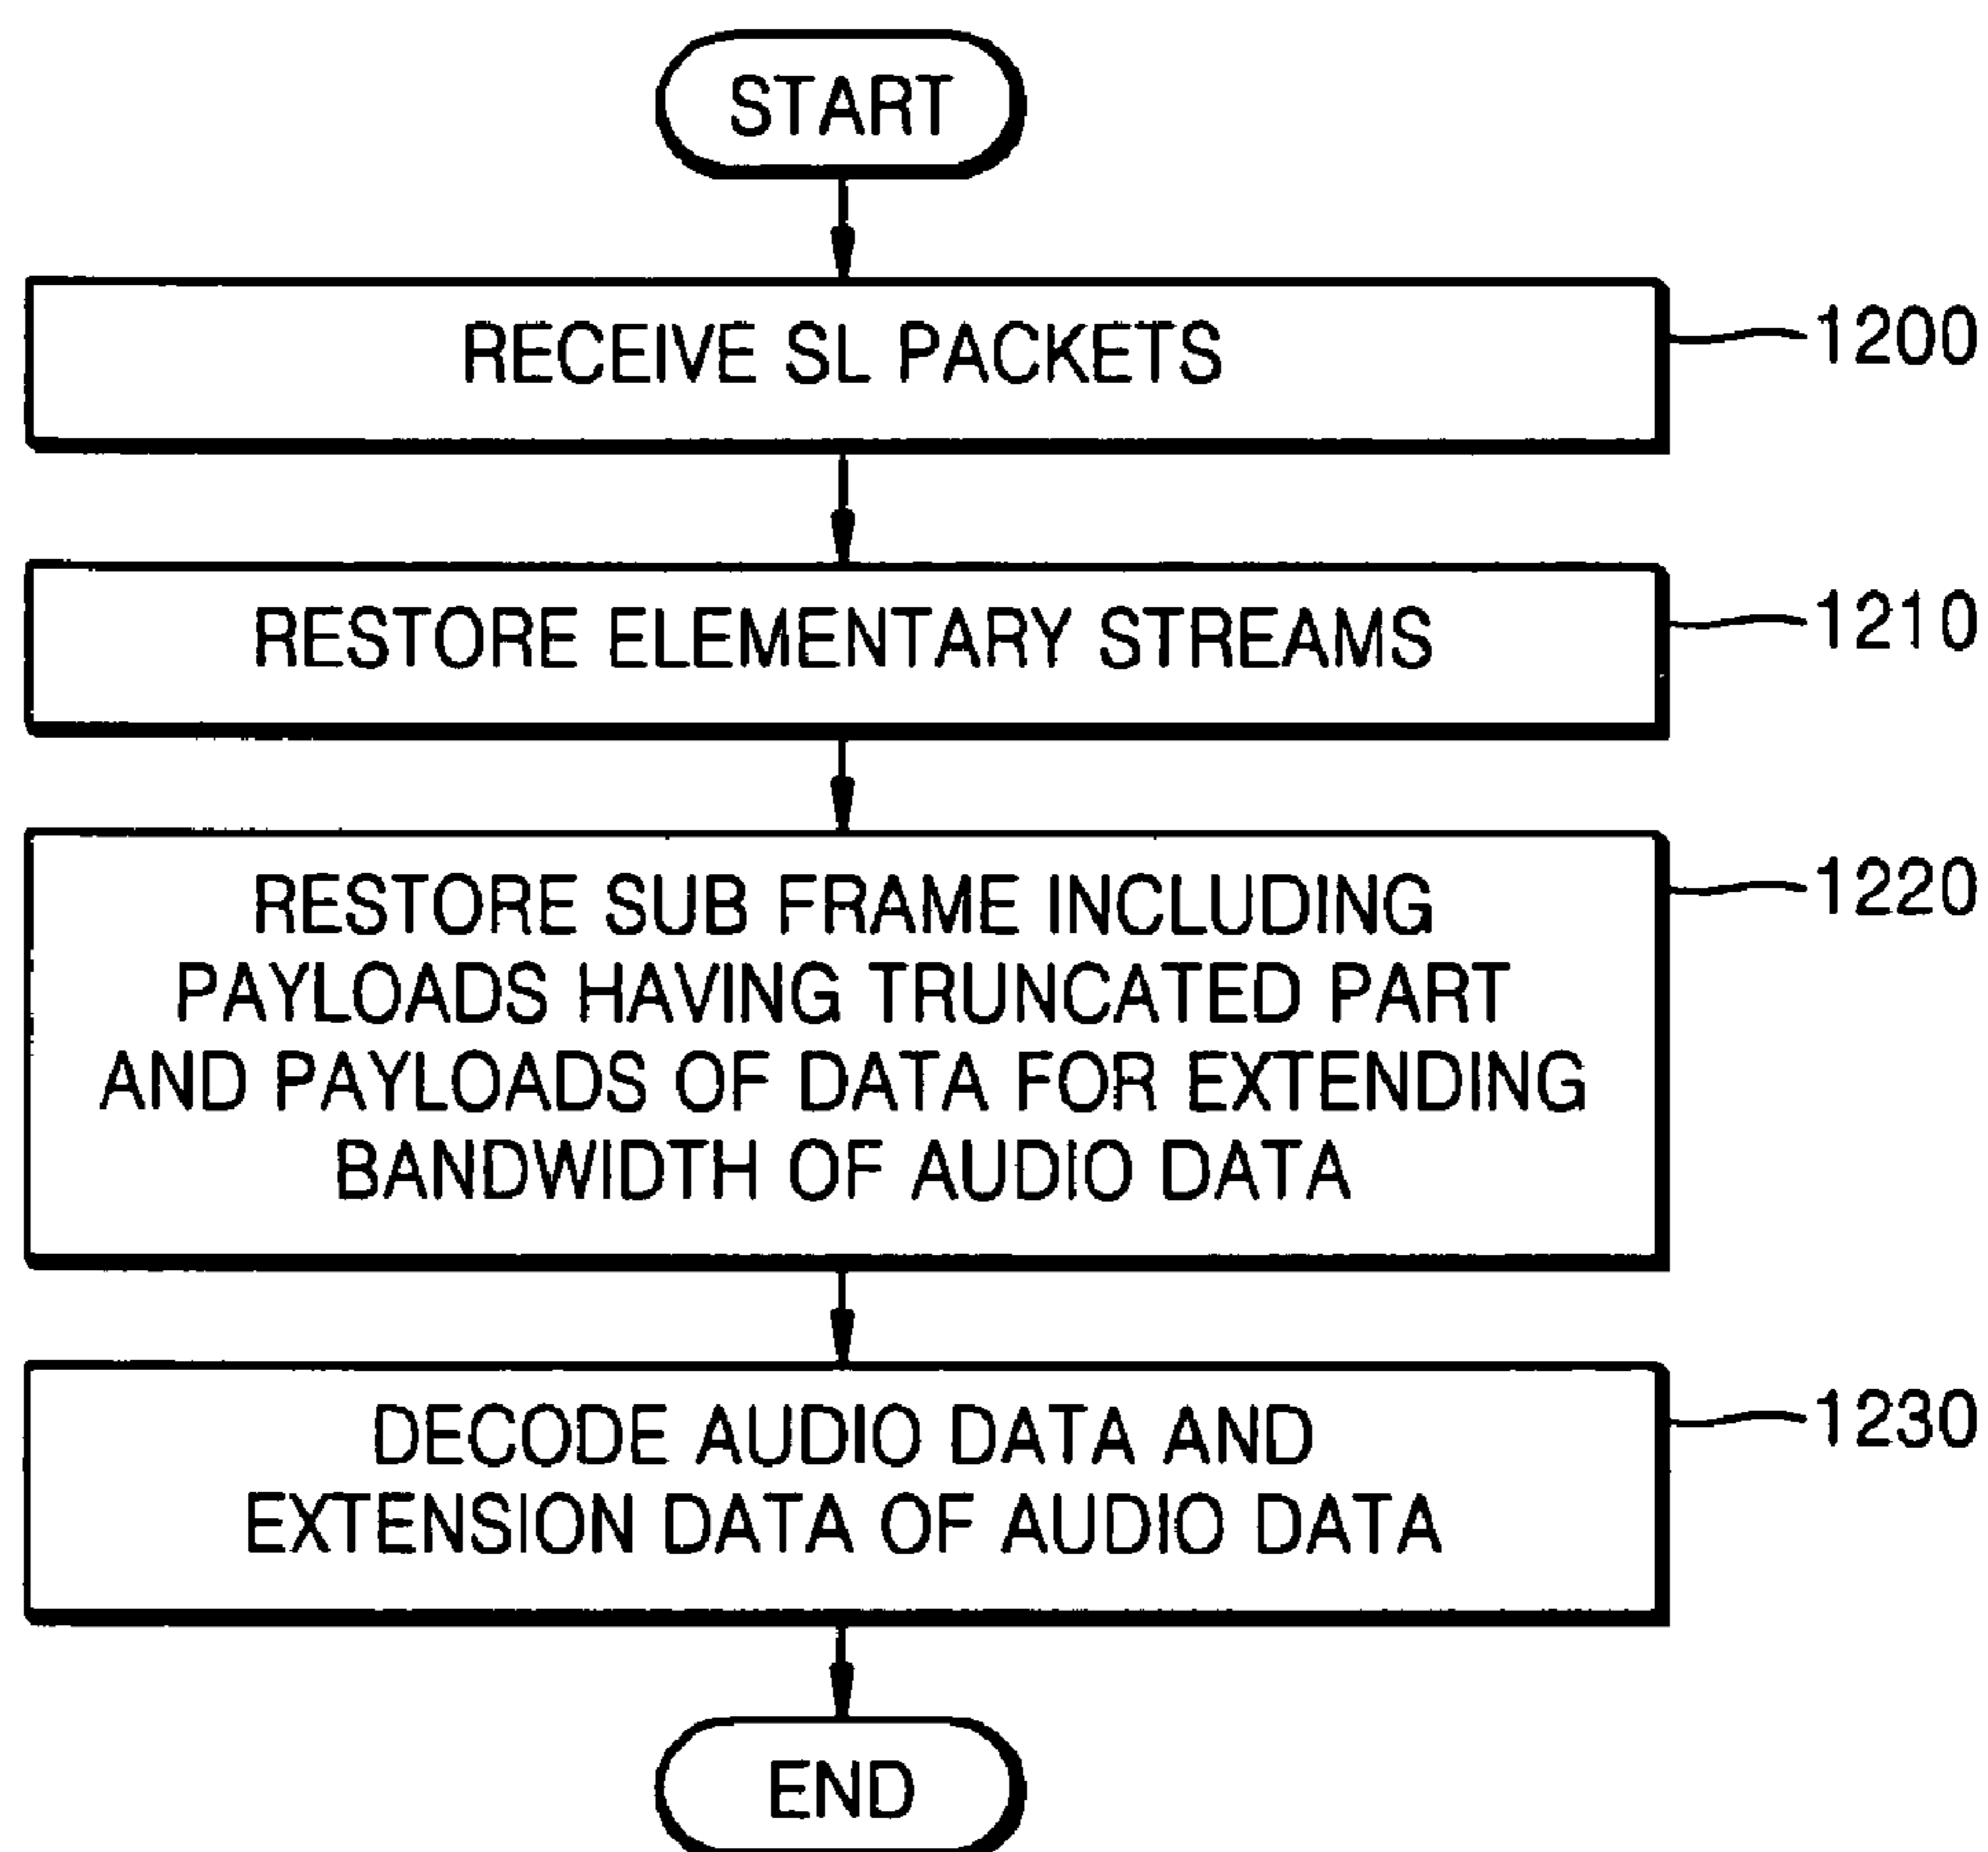 START
RECEIVE SL PACKETS
1200
RESTORE ELEMENTARY STREAMS
1210
RESTORE SUB FRAME INCLUDING
PAYLOADS HAVING TRUNCATED PART
AND PAYLOADS OF DATA FOR EXTENDING
BANDWIDTH OF AUDIO DATA
1220
DECODE AUDIO DATA AND
EXTENSION DATA OF AUDIO DATA
1230
END